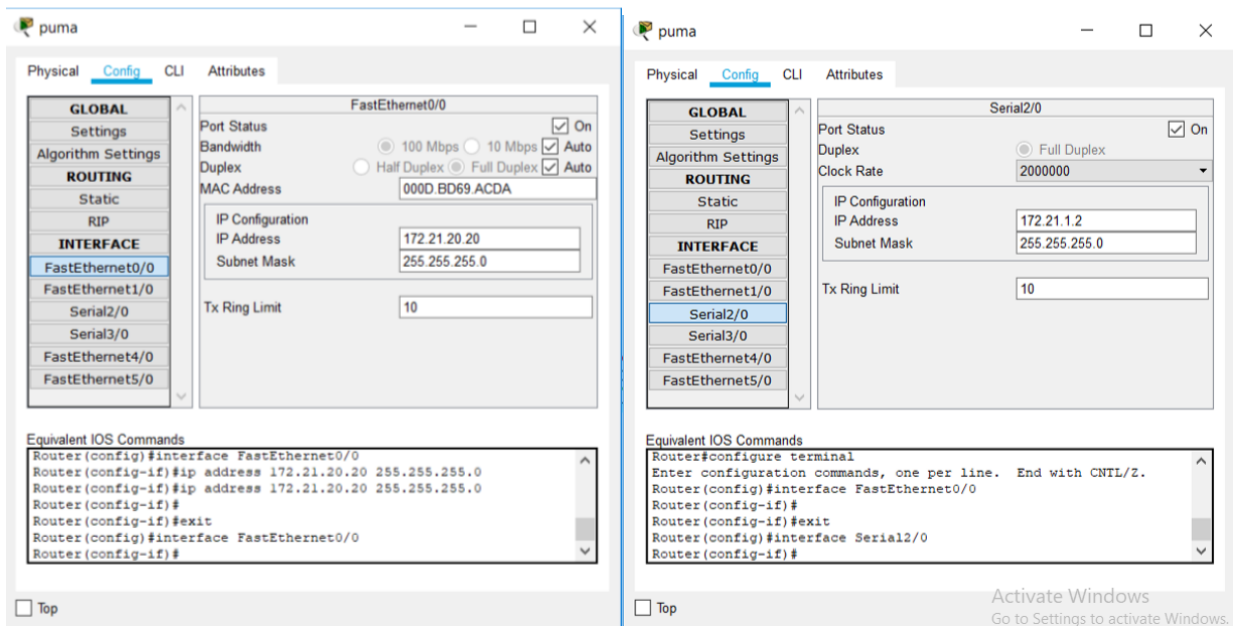 puma
Physical Config CLI Attributes
GLOBAL
Settings
Algorithm Settings
ROUTING
Static
RIP
INTERFACE
FastEthernet0/0
FastEthernet1/0
Serial2/0
Serial3/0
FastEthernet4/0
FastEthernet5/0
FastEthernet0/0
Port Status On
Bandwidth 100 Mbps 10 Mbps Auto
Duplex Half Duplex Full Duplex Auto
MAC Address 000D.BD69.ACDA
IP Configuration
IP Address 172.21.20.20
Subnet Mask 255.255.255.0
Tx Ring Limit 10
Equivalent IOS Commands
Router(config)#interface FastEthernet0/0
Router(config-if)#ip address 172.21.20.20 255.255.255.0
Router(config-if)#ip address 172.21.20.20 255.255.255.0
Router(config-if)#
Router(config-if)#exit
Router(config)#interface FastEthernet0/0
Router(config-if)#
Top
puma
Physical Config CLI Attributes
GLOBAL
Settings
Algorithm Settings
ROUTING
Static
RIP
INTERFACE
FastEthernet0/0
FastEthernet1/0
Serial2/0
Serial3/0
FastEthernet4/0
FastEthernet5/0
Serial2/0
Port Status On
Duplex Full Duplex
Clock Rate 2000000
IP Configuration
IP Address 172.21.1.2
Subnet Mask 255.255.255.0
Tx Ring Limit 10
Equivalent IOS Commands
Router#configure terminal
Enter configuration commands, one per line. End with CNTL/Z.
Router(config)#interface FastEthernet0/0
Router(config-if)#
Router(config-if)#exit
Router(config)#interface Serial2/0
Router(config-if)#
Top
Activate Windows
Go to Settings to activate Windows.